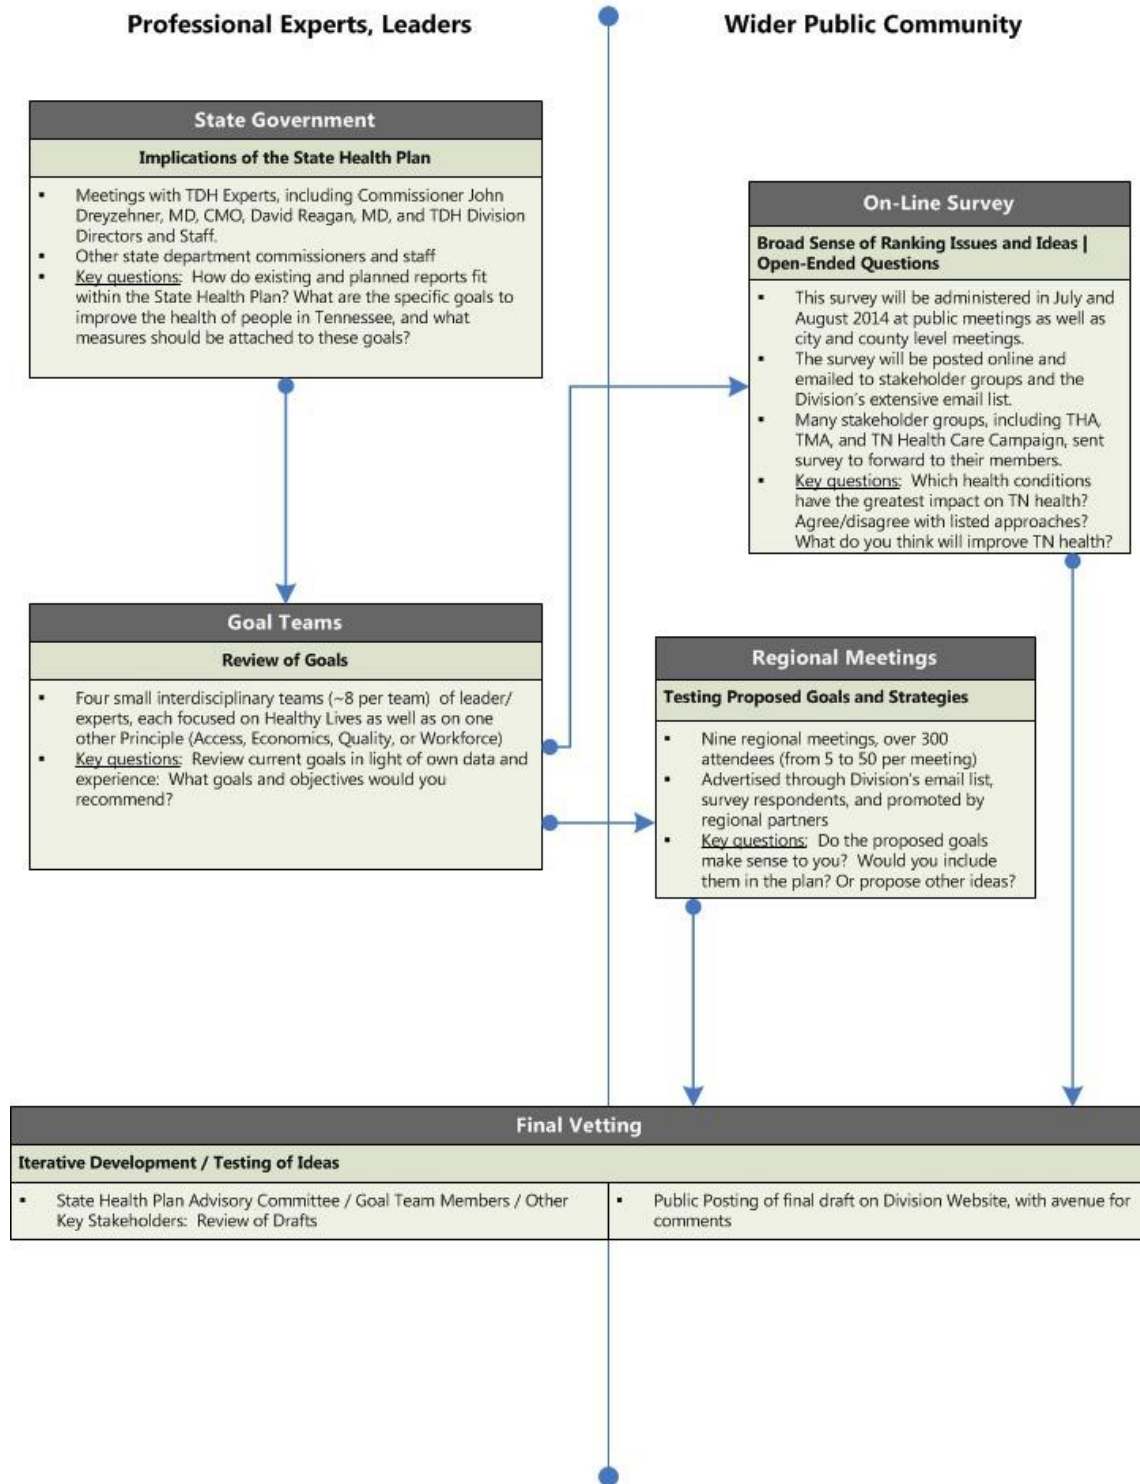 Professional Experts, Leaders
Wider Public Community
State Government
Implications of the State Health Plan
▪ Meetings with TDH Experts, including Commissioner John
Dreyzehner, MD, CMO, David Reagan, MD, and TDH Division
Directors and Staff.
▪ Other state department commissioners and staff
▪ Key questions: How do existing and planned reports fit
within the State Health Plan? What are the specific goals to
improve the health of people in Tennessee, and what
measures should be attached to these goals?
On-Line Survey
Broad Sense of Ranking Issues and Ideas |
Open-Ended Questions
▪ This survey will be administered in July and
August 2014 at public meetings as well as
city and county level meetings.
▪ The survey will be posted online and
emailed to stakeholder groups and the
Division's extensive email list.
▪ Many stakeholder groups, including THA,
TMA, and TN Health Care Campaign, sent
survey to forward to their members.
▪ Key questions: Which health conditions
have the greatest impact on TN health?
Agree/disagree with listed approaches?
What do you think will improve TN health?
Goal Teams
Review of Goals
▪ Four small interdisciplinary teams (~8 per team) of leader/
experts, each focused on Healthy Lives as well as on one
other Principle (Access, Economics, Quality, or Workforce)
▪ Key questions: Review current goals in light of own data and
experience: What goals and objectives would you
recommend?
Regional Meetings
Testing Proposed Goals and Strategies
▪ Nine regional meetings, over 300
attendees (from 5 to 50 per meeting)
▪ Advertised through Division's email list,
survey respondents, and promoted by
regional partners
▪ Key questions: Do the proposed goals
make sense to you? Would you include
them in the plan? Or propose other ideas?
Final Vetting
Iterative Development / Testing of Ideas
▪ State Health Plan Advisory Committee / Goal Team Members / Other
Key Stakeholders: Review of Drafts
▪ Public Posting of final draft on Division Website, with avenue for
comments